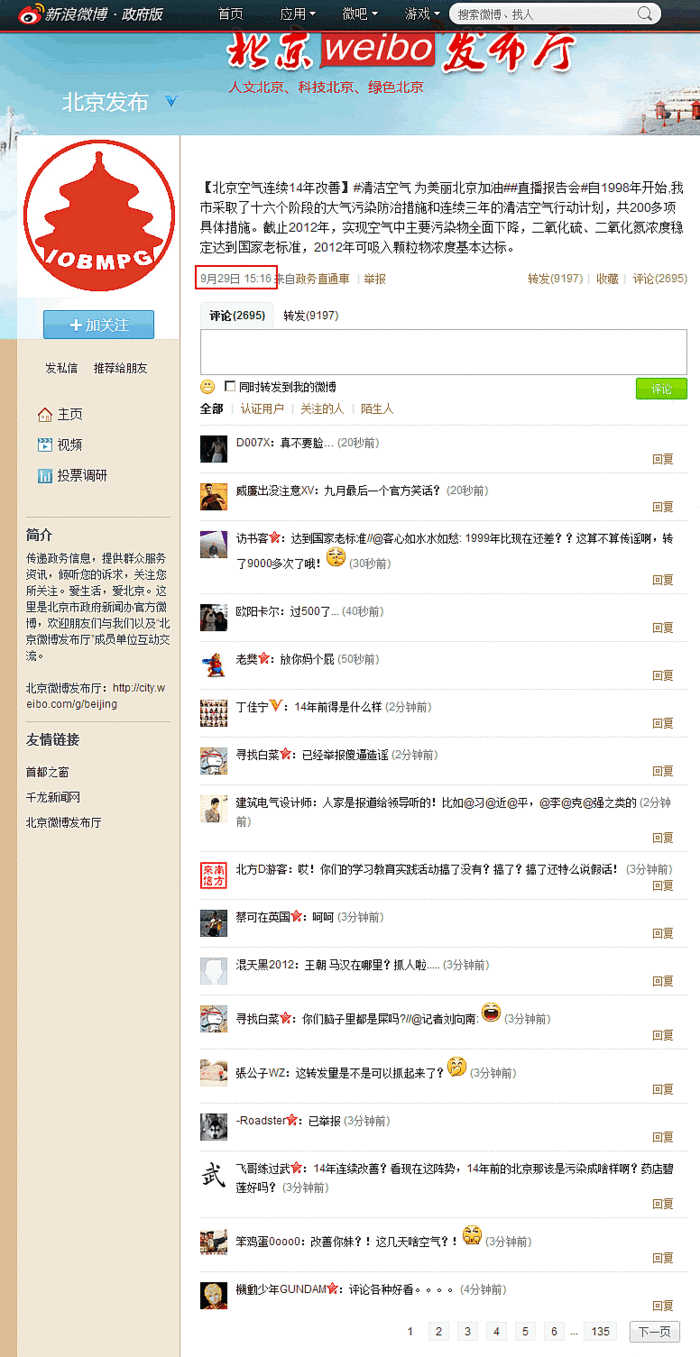 新浪微博 · 政府版 首页 应用 微吧 游戏 搜索微博、找人
北京weibo发布厅
人文北京、科技北京、绿色北京
北京发布
IOBMPG
+加关注
发私信 推荐给朋友
主页
视频
投票调研
简介
传递政务信息，提供群众服务
资讯，倾听您的诉求，关注您
所关注。爱生活，爱北京。这
里是北京市政府新闻办官方微
博，欢迎朋友们与我们以及“北
京微博发布厅”成员单位互动交
流。
北京微博发布厅：http://city.w
eibo.com/g/beijing
友情链接
首都之窗
千龙新闻网
北京微博发布厅
【北京空气连续14年改善】#清洁空气 为美丽北京加油##直播报告会#自1998年开始,我
市采取了十六个阶段的大气污染防治措施和连续三年的清洁空气行动计划，共200多项
具体措施。截止2012年，实现空气中主要污染物全面下降，二氧化硫、二氧化氮浓度稳
定达到国家老标准，2012年可吸入颗粒物浓度基本达标。
9月29日 15:16 来自政务直通車 | 举报 转发(9197) | 收藏 | 评论(2695)
评论(2695) 转发(9197)
同时转发到我的微博 评论
全部 | 认证用户 | 关注的人 | 陌生人
D007X：真不要脸... (20秒前)
回复
威廉出没注意XV：九月最后一个官方笑话？ (20秒前)
回复
访书客：达到国家老标准//@客心如水水如愁: 1999年比现在还差？？这算不算传谣啊，转
了9000多次了哦！ (30秒前)
回复
欧阳卡尔：过500了... (40秒前)
回复
老樊：放你妈个屁 (50秒前)
回复
丁佳宁：14年前得是什么样 (2分钟前)
回复
寻找白菜：已经举报傻逼造谣 (2分钟前)
回复
建筑电气设计师：人家是报道给领导听的！比如@习@近@平，@李@克@强之类的 (2分钟
前)
回复
来南信方
北方D游客：哎！你们的学习教育实践活动搞了没有？搞了？搞了还特么说假话！ (3分钟前)
回复
蔡可在英国：呵呵 (3分钟前)
回复
混天黑2012：王朝 马汉在哪里？抓人啦..... (3分钟前)
回复
寻找白菜：你们脑子里都是屎吗?//@记者刘向南: (3分钟前)
回复
張公子WZ：这转发里是不是可以抓起来了？ (3分钟前)
回复
-Roadster：已举报 (3分钟前)
回复
武
飞哥练过武：14年连续改善？看现在这阵势，14年前的北京那该是污染成啥样啊？药店碧
莲好吗？ (3分钟前)
回复
笨鸡蛋0ooo0：改善你妹？！这几天啥空气？！ (3分钟前)
回复
機動少年GUNDAM：评论各种好看。。。。 (4分钟前)
回复
1 2 3 4 5 6 ... 135 下一页